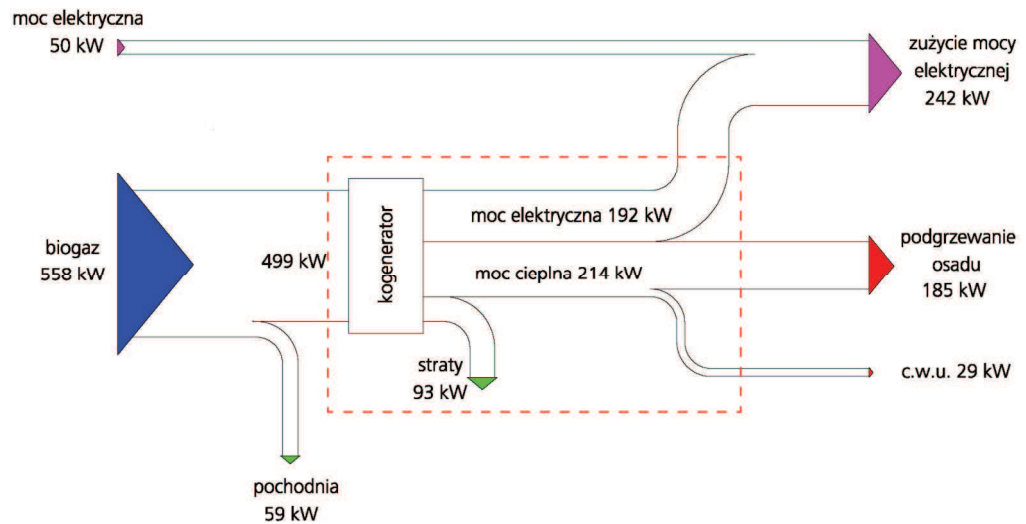 moc elektryczna
50 kW
zużycie mocy
elektrycznej
242 kW
biogaz
558 kW
499 kW
kogenerator
moc elektryczna 192 kW
moc cieplna 214 kW
podgrzewanie
osadu
185 kW
straty
93 kW
c.w.u. 29 kW
pochodnia
59 kW